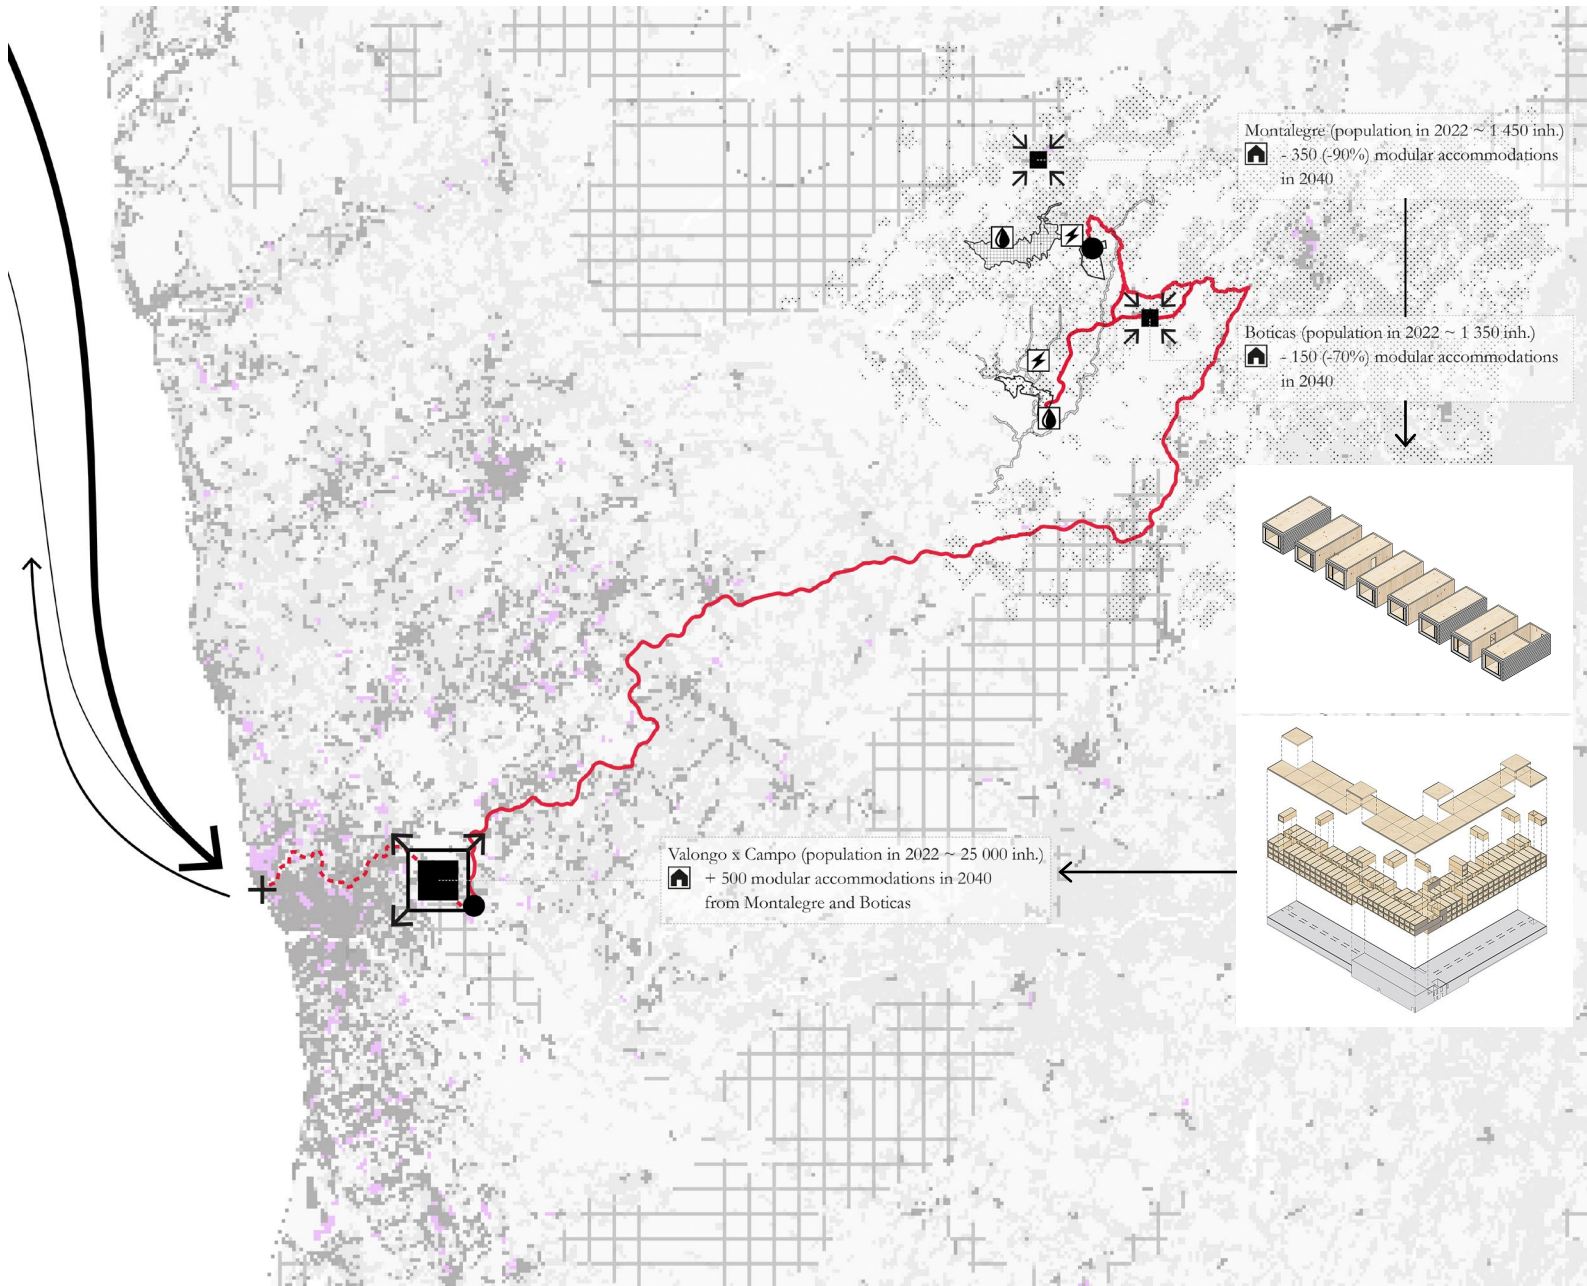 Montalegre (population in 2022 ~ 1 450 inh.)
- 350 (-90%) modular accommodations
in 2040
Boticas (population in 2022 ~ 1 350 inh.)
- 150 (-70%) modular accommodations
in 2040
Valongo x Campo (population in 2022 ~ 25 000 inh.)
+ 500 modular accommodations in 2040
from Montalegre and Boticas